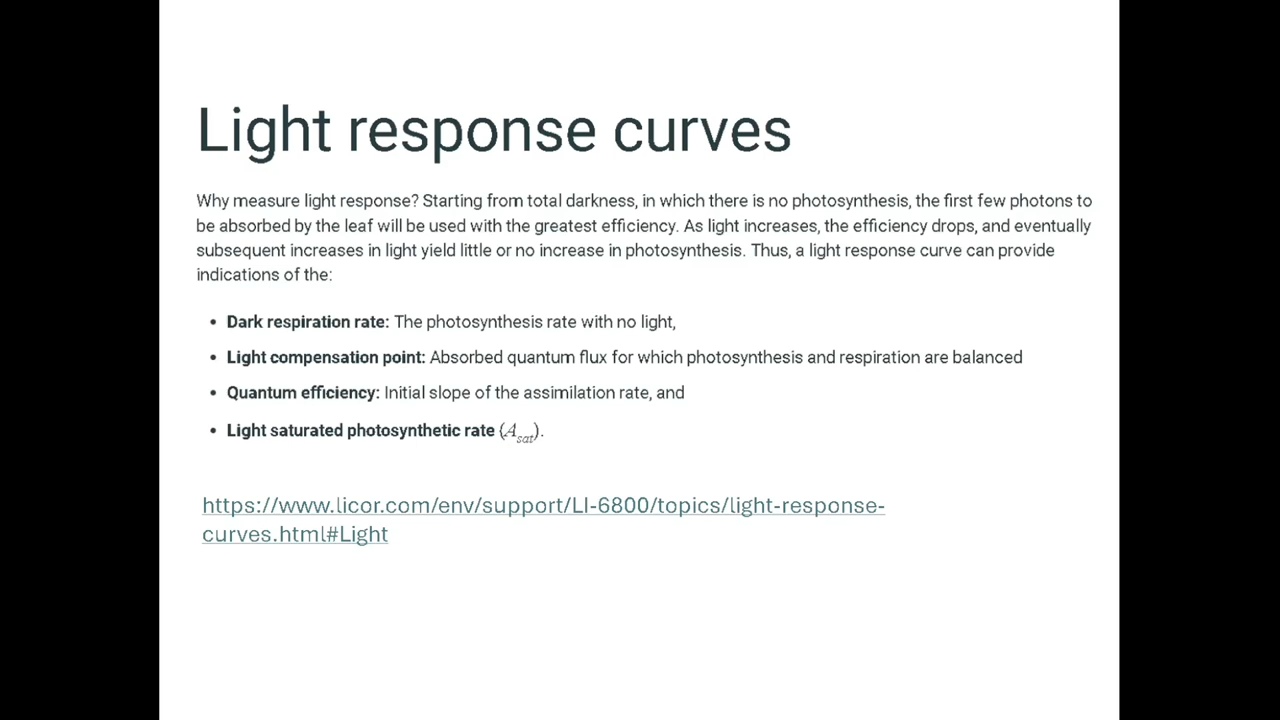 Light response curves
Why measure light response? Starting from total darkness, in which there is no photosynthesis, the first few photons to
be absorbed by the leaf will be used with the greatest efficiency. As light increases, the efficiency drops, and eventually
subsequent increases in light yield little or no increase in photosynthesis. Thus, a light response curve can provide
indications of the:
• Dark respiration rate: The photosynthesis rate with no light,
• Light compensation point: Absorbed quantum flux for which photosynthesis and respiration are balanced
• Quantum efficiency: Initial slope of the assimilation rate, and
• Light saturated photosynthetic rate (A_sat).
https://www.licor.com/env/support/LI-6800/topics/light-response-
curves.html#Light